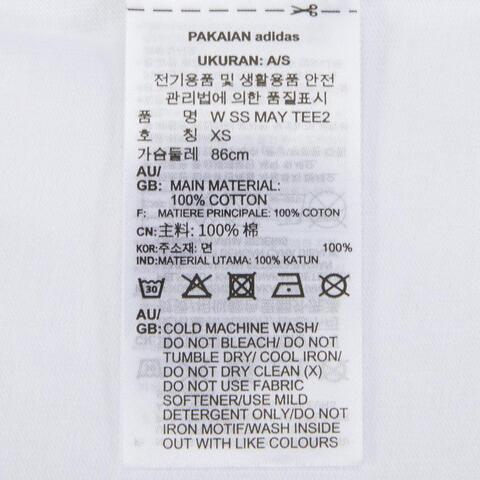 PAKAIAN adidas
UKURAN: A/S
전기용품 및 생활용품 안전
관리법에 의한 품질표시
품 명 W SS MAY TEE2
호 칭 XS
가슴둘레 86cm
AU/
GB: MAIN MATERIAL:
100% COTTON
F: MATIERE PRINCIPALE: 100% COTON
CN:主料: 100% 棉
KOR:주소재: 면 100%
IND:MATERIAL UTAMA: 100% KATUN
30
AU/
GB: COLD MACHINE WASH/
DO NOT BLEACH/ DO NOT
TUMBLE DRY/ COOL IRON/
DO NOT DRY CLEAN (X)
DO NOT USE FABRIC
SOFTENER/USE MILD
DETERGENT ONLY/DO NOT
IRON MOTIF/WASH INSIDE
OUT WITH LIKE COLOURS